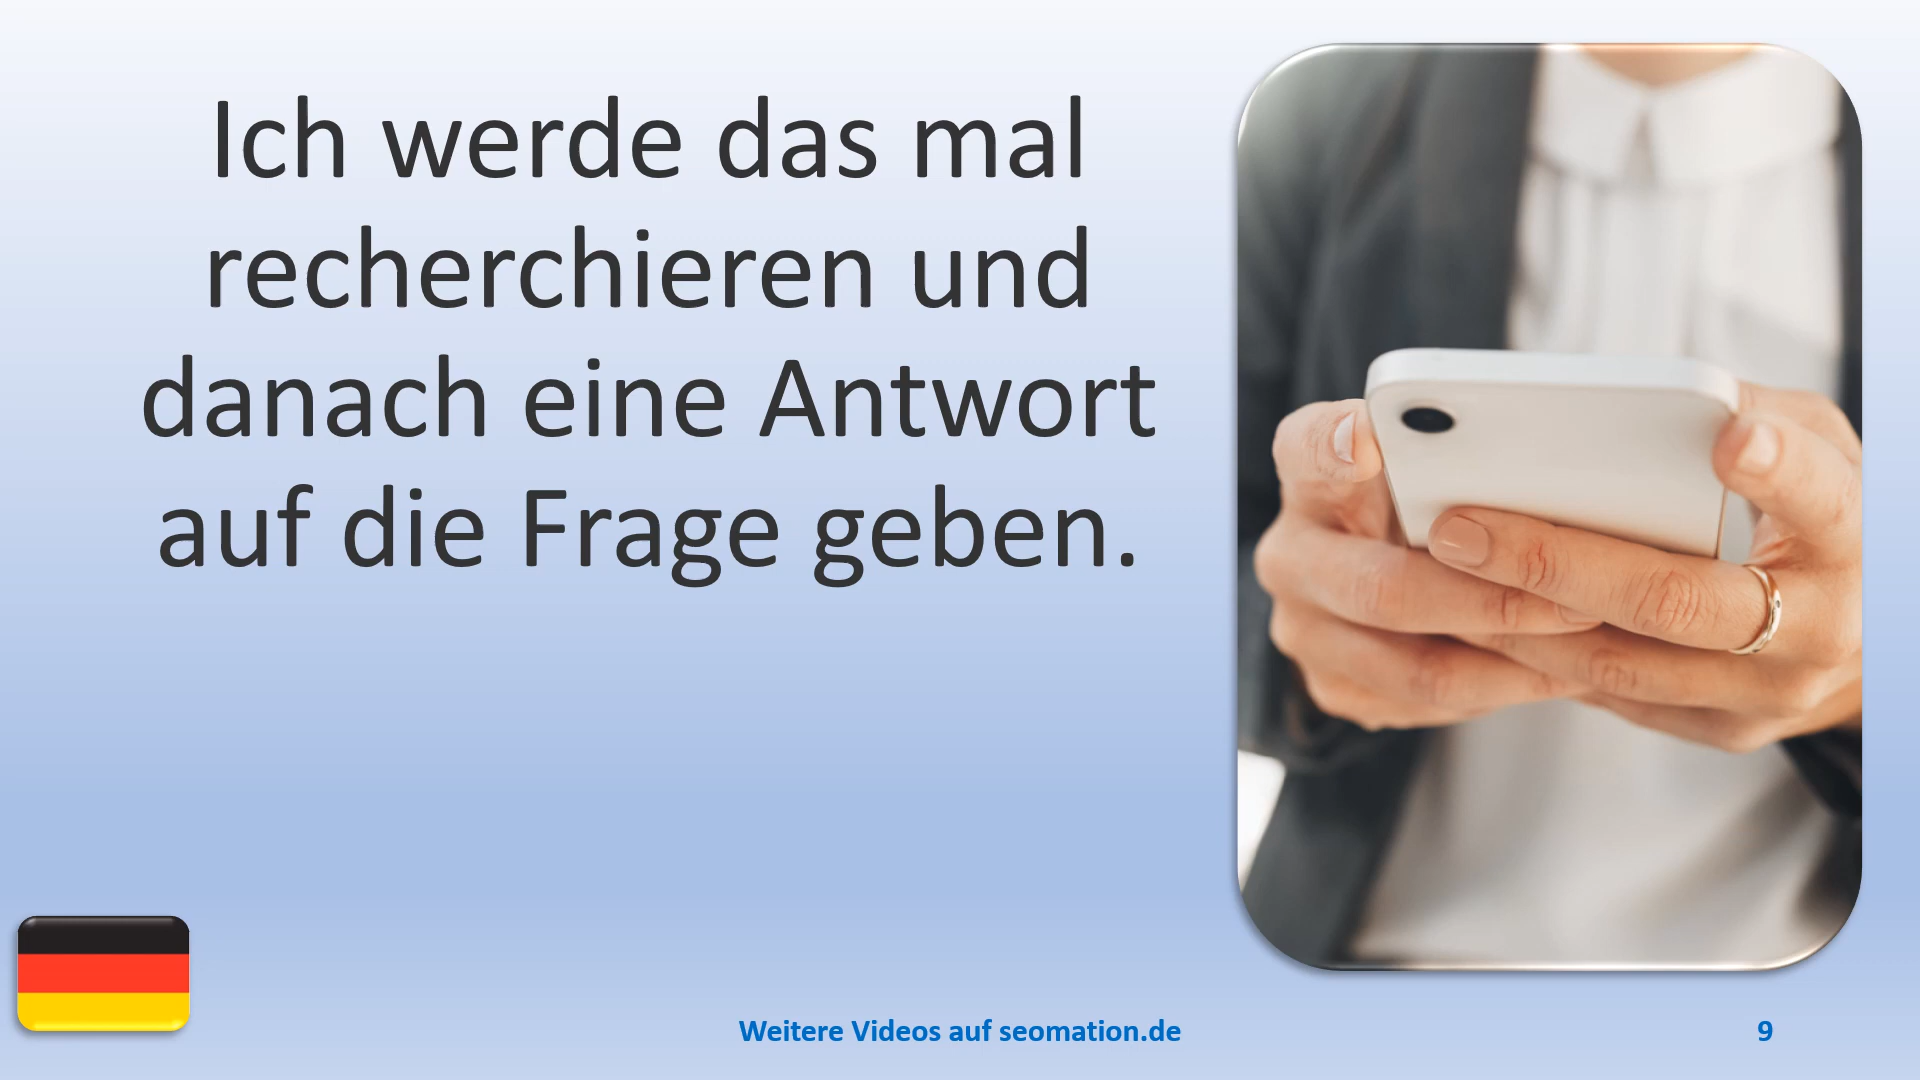 Ich werde das mal
recherchieren und
danach eine Antwort
auf die Frage geben.
Weitere Videos auf seomation.de
9